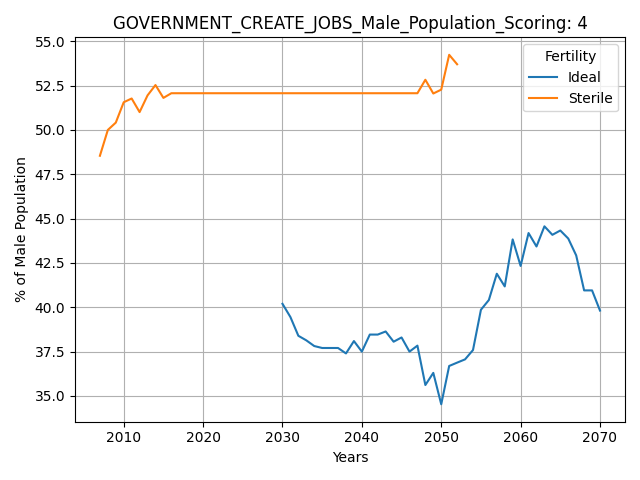 GOVERNMENT_CREATE_JOBS_Male_Population_Scoring: 4
Fertility
Ideal
Sterile
% of Male Population
55.0
52.5
50.0
47.5
45.0
42.5
40.0
37.5
35.0
2010 2020 2030 2040 2050 2060 2070
Years